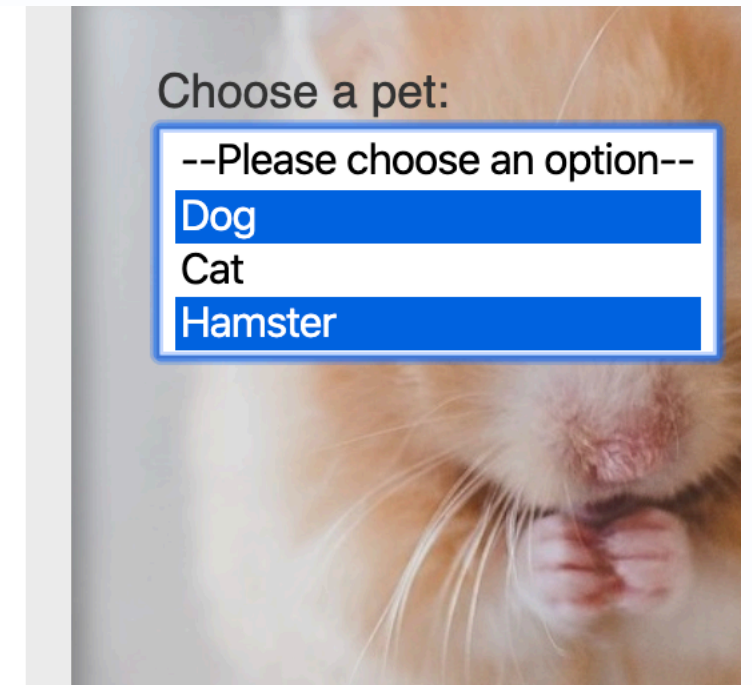 Choose a pet:
--Please choose an option--
Dog
Cat
Hamster